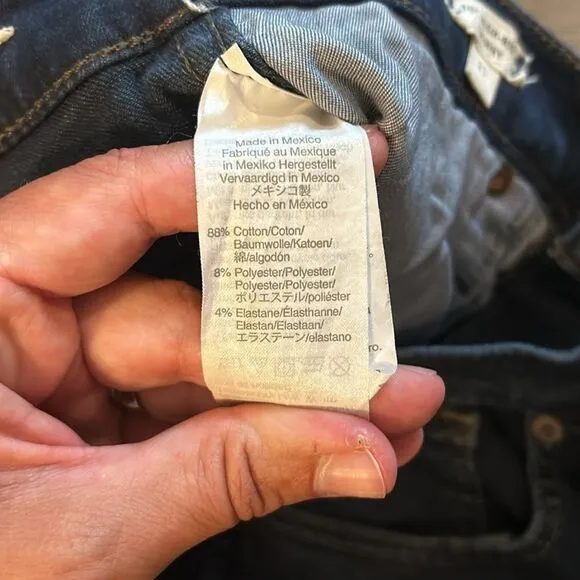 Made in Mexico
Fabriqué au Mexique
in Mexiko Hergestellt
Vervaardigd in Mexico
メキシコ製
Hecho en México
88% Cotton/Coton/
Baumwolle/Katoen/
綿/algodón
8% Polyester/Polyester/
Polyester/Polyester/
ポリエステル/poliéster
4% Elastane/Élasthanne/
Elastan/Elastaan/
エラステーン/elastano